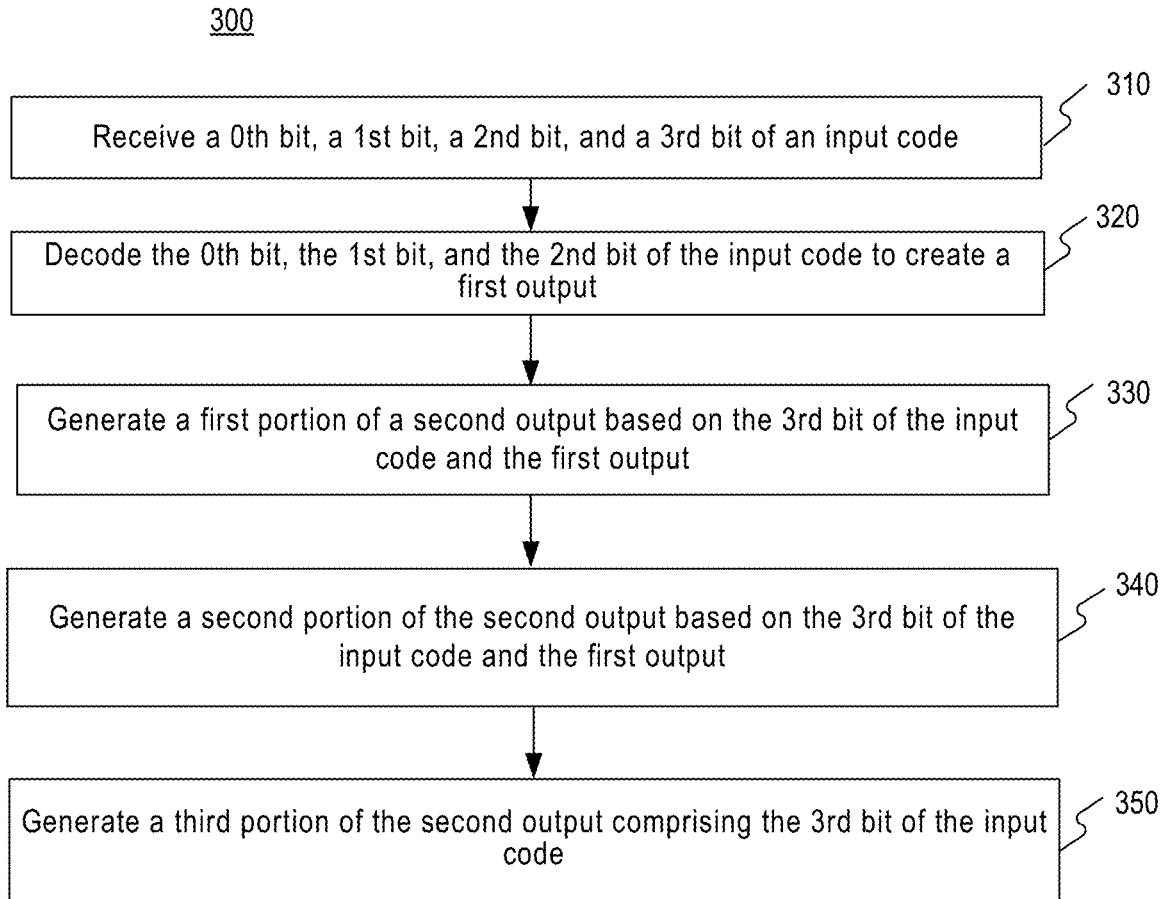 300
310
Receive a 0th bit, a 1st bit, a 2nd bit, and a 3rd bit of an input code
320
Decode the 0th bit, the 1st bit, and the 2nd bit of the input code to create a
first output
330
Generate a first portion of a second output based on the 3rd bit of the input
code and the first output
340
Generate a second portion of the second output based on the 3rd bit of the
input code and the first output
350
Generate a third portion of the second output comprising the 3rd bit of the input
code